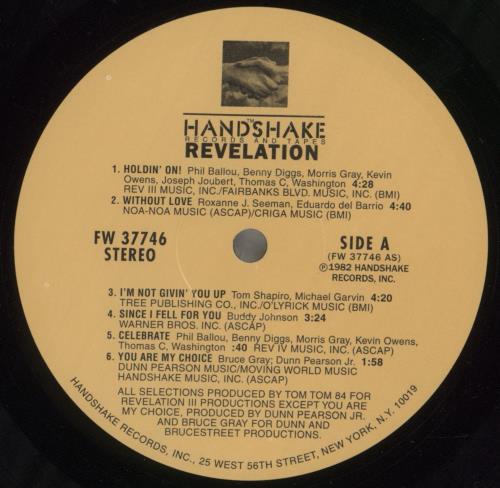 HANDSHAKE™
RECORDS AND TAPES
REVELATION
1. HOLDIN' ON! Phil Ballou, Benny Diggs, Morris Gray, Kevin
Owens, Joseph Joubert, Thomas C, Washington 4:28
REV III MUSIC, INC./FAIRBANKS BLVD. MUSIC, INC. (BMI)
2. WITHOUT LOVE Roxanne J. Seeman, Eduardo del Barrio 4:40
NOA-NOA MUSIC (ASCAP)/CRIGA MUSIC (BMI)
FW 37746
STEREO
SIDE A
(FW 37746 AS)
Ⓟ1982 HANDSHAKE
RECORDS, INC.
3. I'M NOT GIVIN' YOU UP Tom Shapiro, Michael Garvin 4:20
TREE PUBLISHING CO., INC./O'LYRICK MUSIC (BMI)
4. SINCE I FELL FOR YOU Buddy Johnson 3:24
WARNER BROS. INC. (ASCAP)
5. CELEBRATE Phil Ballou, Benny Diggs, Morris Gray, Kevin Owens,
Thomas C, Washington :40 REV IV MUSIC, INC. (ASCAP)
6. YOU ARE MY CHOICE Bruce Gray; Dunn Pearson Jr. 1:58
DUNN PEARSON MUSIC/MOVING WORLD MUSIC
HANDSHAKE MUSIC, INC. (ASCAP)
ALL SELECTIONS PRODUCED BY TOM TOM 84 FOR
REVELATION III PRODUCTIONS EXCEPT YOU ARE
MY CHOICE, PRODUCED BY DUNN PEARSON JR.
AND BRUCE GRAY FOR DUNN AND
BRUCESTREET PRODUCTIONS.
HANDSHAKE RECORDS, INC., 25 WEST 56TH STREET, NEW YORK, N.Y. 10019